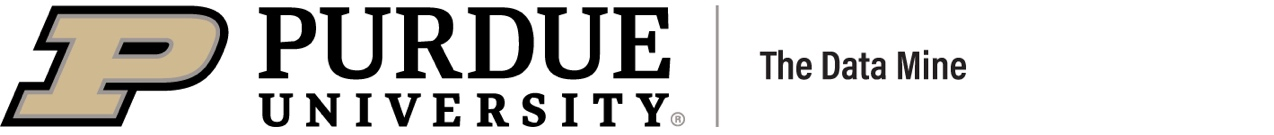 P
PURDUE
UNIVERSITY®
The Data Mine